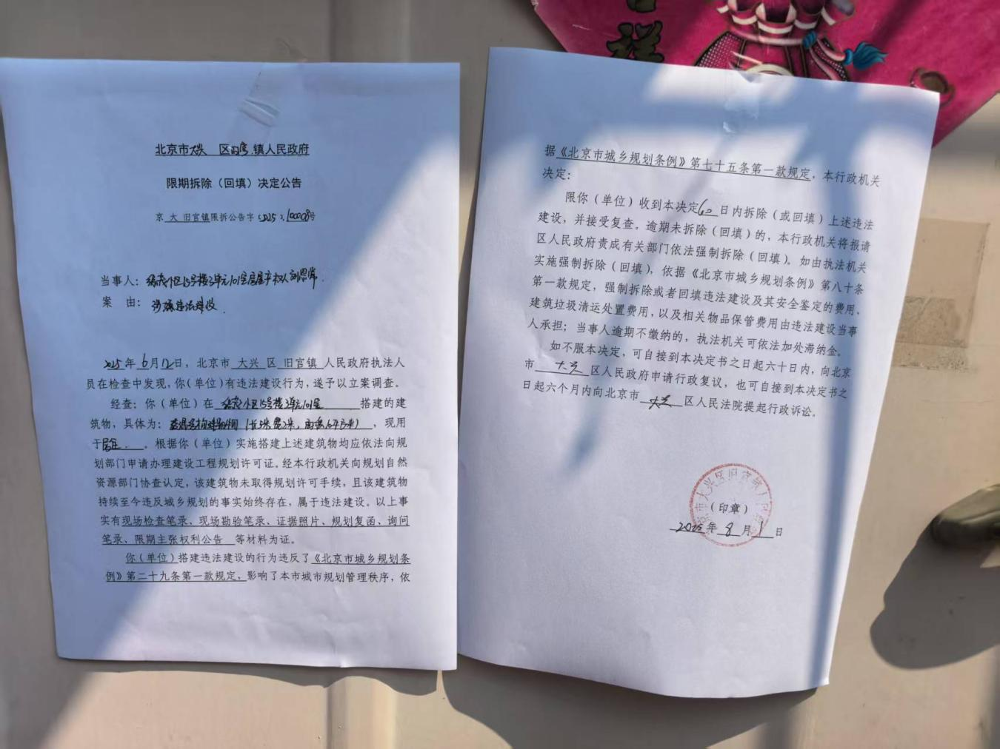 祥
北京市大兴 区旧宫 镇人民政府
限期拆除（回填）决定公告
京 大 旧宫镇限拆公告字 2025 第100008号
当事人： 小区15号楼3单元101室房屋产权人刘
案 由： 涉嫌违法建设
2025年6月12日，北京市 大兴 区 旧宫镇 人民政府执法人
员在检查中发现，你（单位）有违法建设行为，遂予以立案调查。
经查：你（单位）在 小区15号楼3单元101室 搭建的建
筑物，具体为： ，现用
于居住 。根据你（单位）实施搭建上述建筑物均应依法向规
划部门申请办理建设工程规划许可证。经本行政机关向规划自然
资源部门协查认定，该建筑物未取得规划许可手续，且该建筑物
持续至今违反城乡规划的事实始终存在，属于违法建设。以上事
实有现场检查笔录、现场勘验笔录、证据照片、规划复函、询问
笔录、限期主张权利公告 等材料为证。
你（单位）搭建违法建设的行为违反了《北京市城乡规划条
例》第二十九条第一款规定，影响了本市城市规划管理秩序，依
据《北京市城乡规划条例》第七十五条第一款规定，本行政机关
决定：
限你（单位）收到本决定60日内拆除（或回填）上述违法
建设，并接受复查。逾期未拆除（回填）的，本行政机关将报请
区人民政府责成有关部门依法强制拆除（回填）。如由执法机关
实施强制拆除（回填），依据《北京市城乡规划条例》第八十条
第一款规定，强制拆除或者回填违法建设及其安全鉴定的费用、
建筑垃圾清运处置费用，以及相关物品保管费用由违法建设当事
人承担；当事人逾期不缴纳的，执法机关可依法加处滞纳金。
如不服本决定，可自接到本决定书之日起六十日内，向北京
市 大兴 区人民政府申请行政复议，也可自接到本决定书之
日起六个月内向北京市 大兴 区人民法院提起行政诉讼。
（印章）
2025 年 8 月 1 日